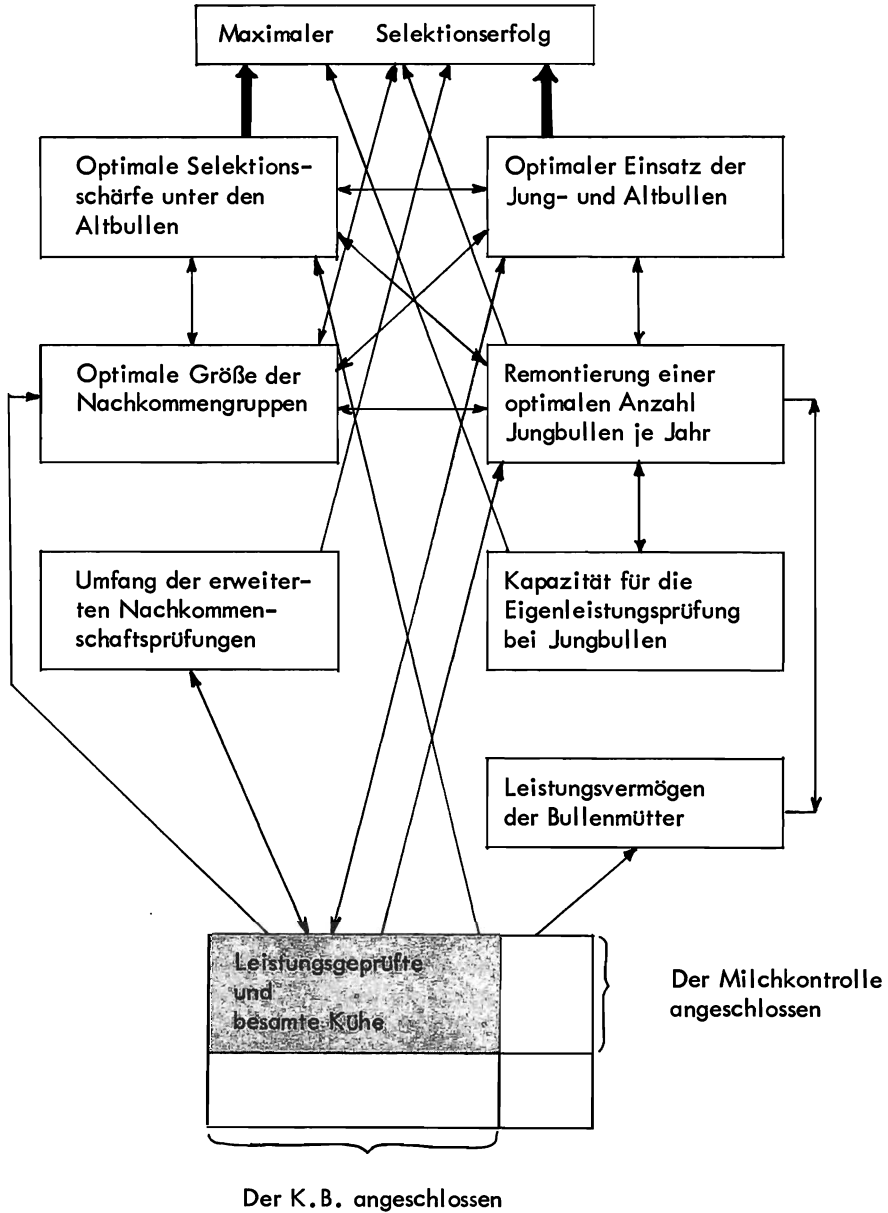 Maximaler Selektionserfolg
Optimale Selektions-
schärfe unter den
Altbullen
Optimaler Einsatz der
Jung- und Altbullen
Optimale Größe der
Nachkommengruppen
Remontierung einer
optimalen Anzahl
Jungbullen je Jahr
Umfang der erweiter-
ten Nachkommen-
schaftsprüfungen
Kapazität für die
Eigenleistungsprüfung
bei Jungbullen
Leistungsvermögen
der Bullenmütter
Leistungsgeprüfte
und
besamte Kühe
Der Milchkontrolle
angeschlossen
Der K.B. angeschlossen